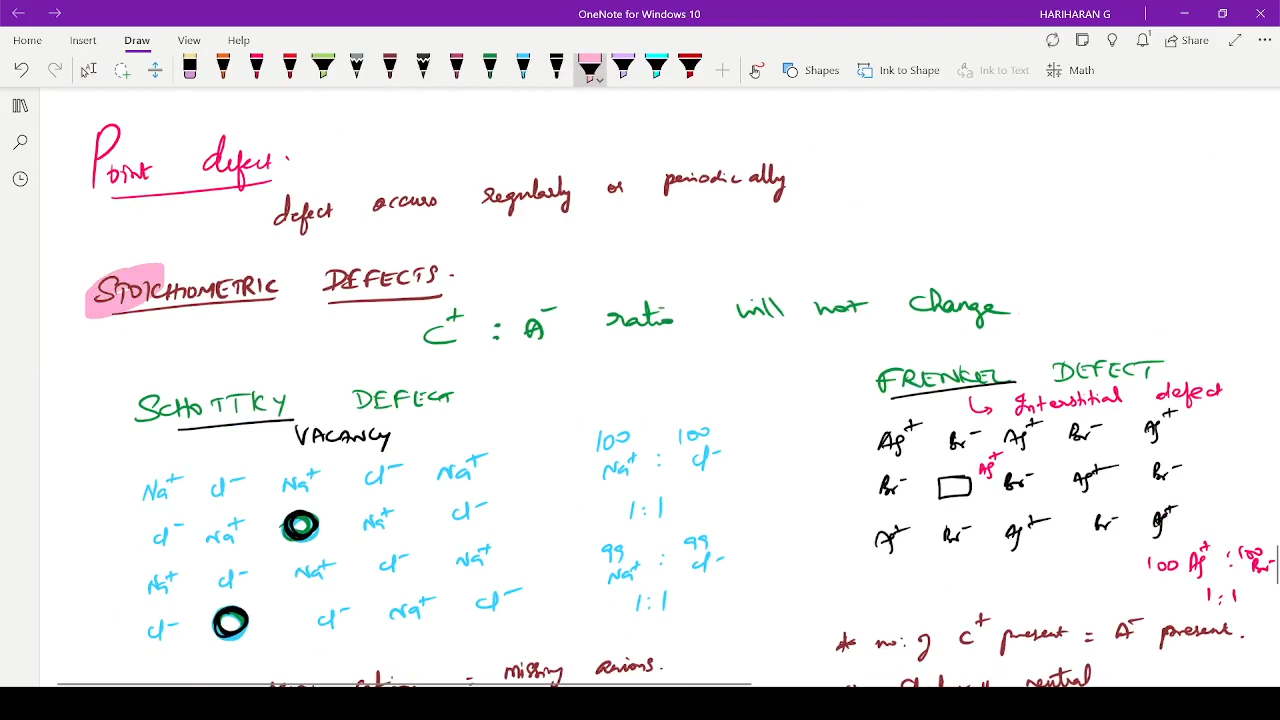 OneNote for Windows 10
HARIHARAN G
Home Insert Draw View Help
Share
Shapes Ink to Shape Ink to Text Math
Point defect.
defect occurs regularly or periodically
STOICHIOMETRIC DEFECTS.
C+ : A- ratio will not change
SCHOTTKY DEFECT
VACANCY
Na+ Cl- Na+ Cl- Na+
Cl- Na+ Na+ Cl-
Na+ Cl- Na+ Cl- Na+
Cl- Cl- Na+ Cl-
100 100
Na+ : Cl-
1:1
99 99
Na+ : Cl-
1:1
FRENKEL DEFECT
Interstitial defect
Ag+ Br- Ag+ Br- Ag+
Ag+
Br- Br- Ag+ Br-
Ag+ Br- Ag+ Br- Ag+
100 Ag+ : 100 Br-
1:1
* no: of C+ present = A- present.
= missing anions.
neutral